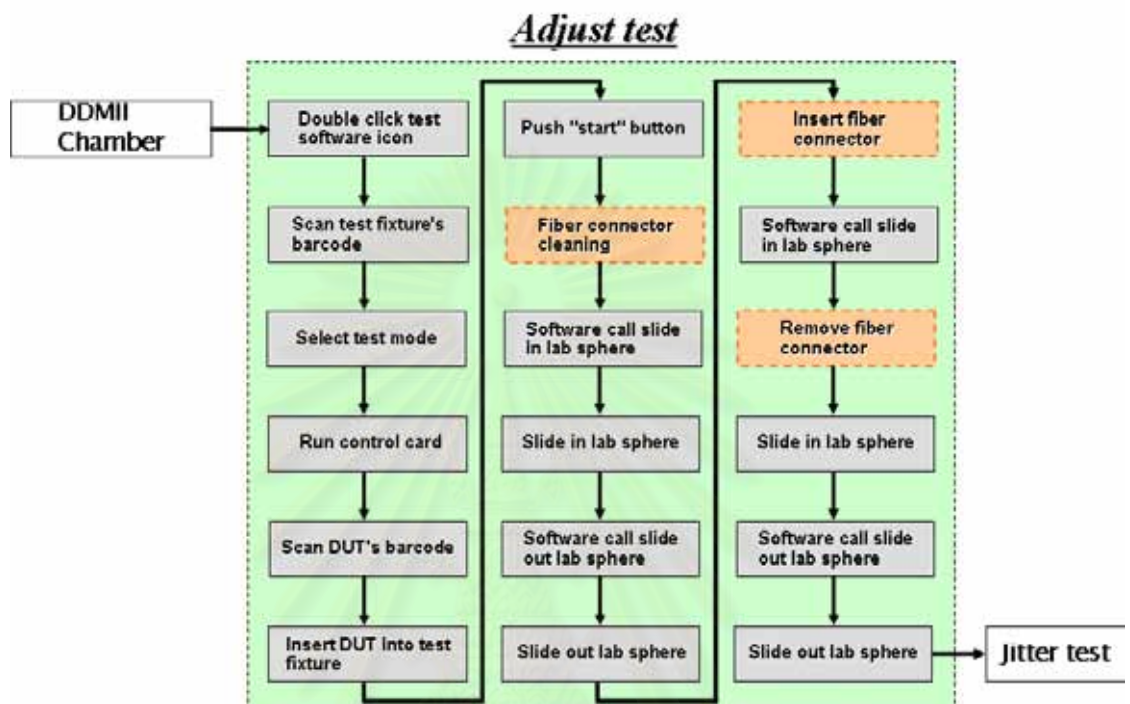 Adjust test
DDMII
Chamber
Double click test
software icon
Scan test fixture's
barcode
Select test mode
Run control card
Scan DUT's barcode
Insert DUT into test
fixture
Push "start" button
Fiber connector
cleaning
Software call slide
in lab sphere
Slide in lab sphere
Software call slide
out lab sphere
Slide out lab sphere
Insert fiber
connector
Software call slide
in lab sphere
Remove fiber
connector
Slide in lab sphere
Software call slide
out lab sphere
Slide out lab sphere
Jitter test